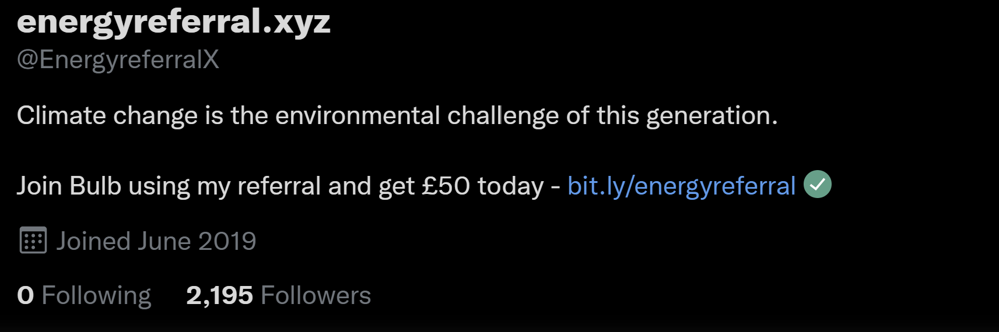 energyreferral.xyz
@EnergyreferralX
Climate change is the environmental challenge of this generation.
Join Bulb using my referral and get £50 today - bit.ly/energyreferral
Joined June 2019
0 Following 2,195 Followers